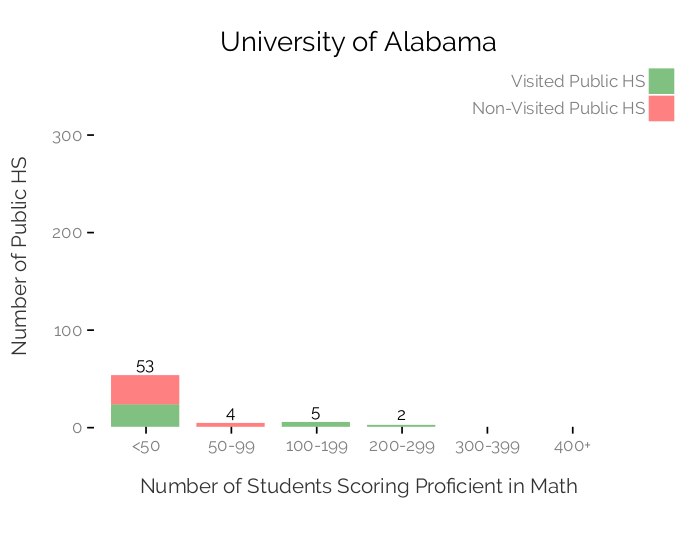 University of Alabama
Visited Public HS
Non-Visited Public HS
Number of Public HS
300
200
100
0
53
4
5
2
<50
50-99
100-199
200-299
300-399
400+
Number of Students Scoring Proficient in Math